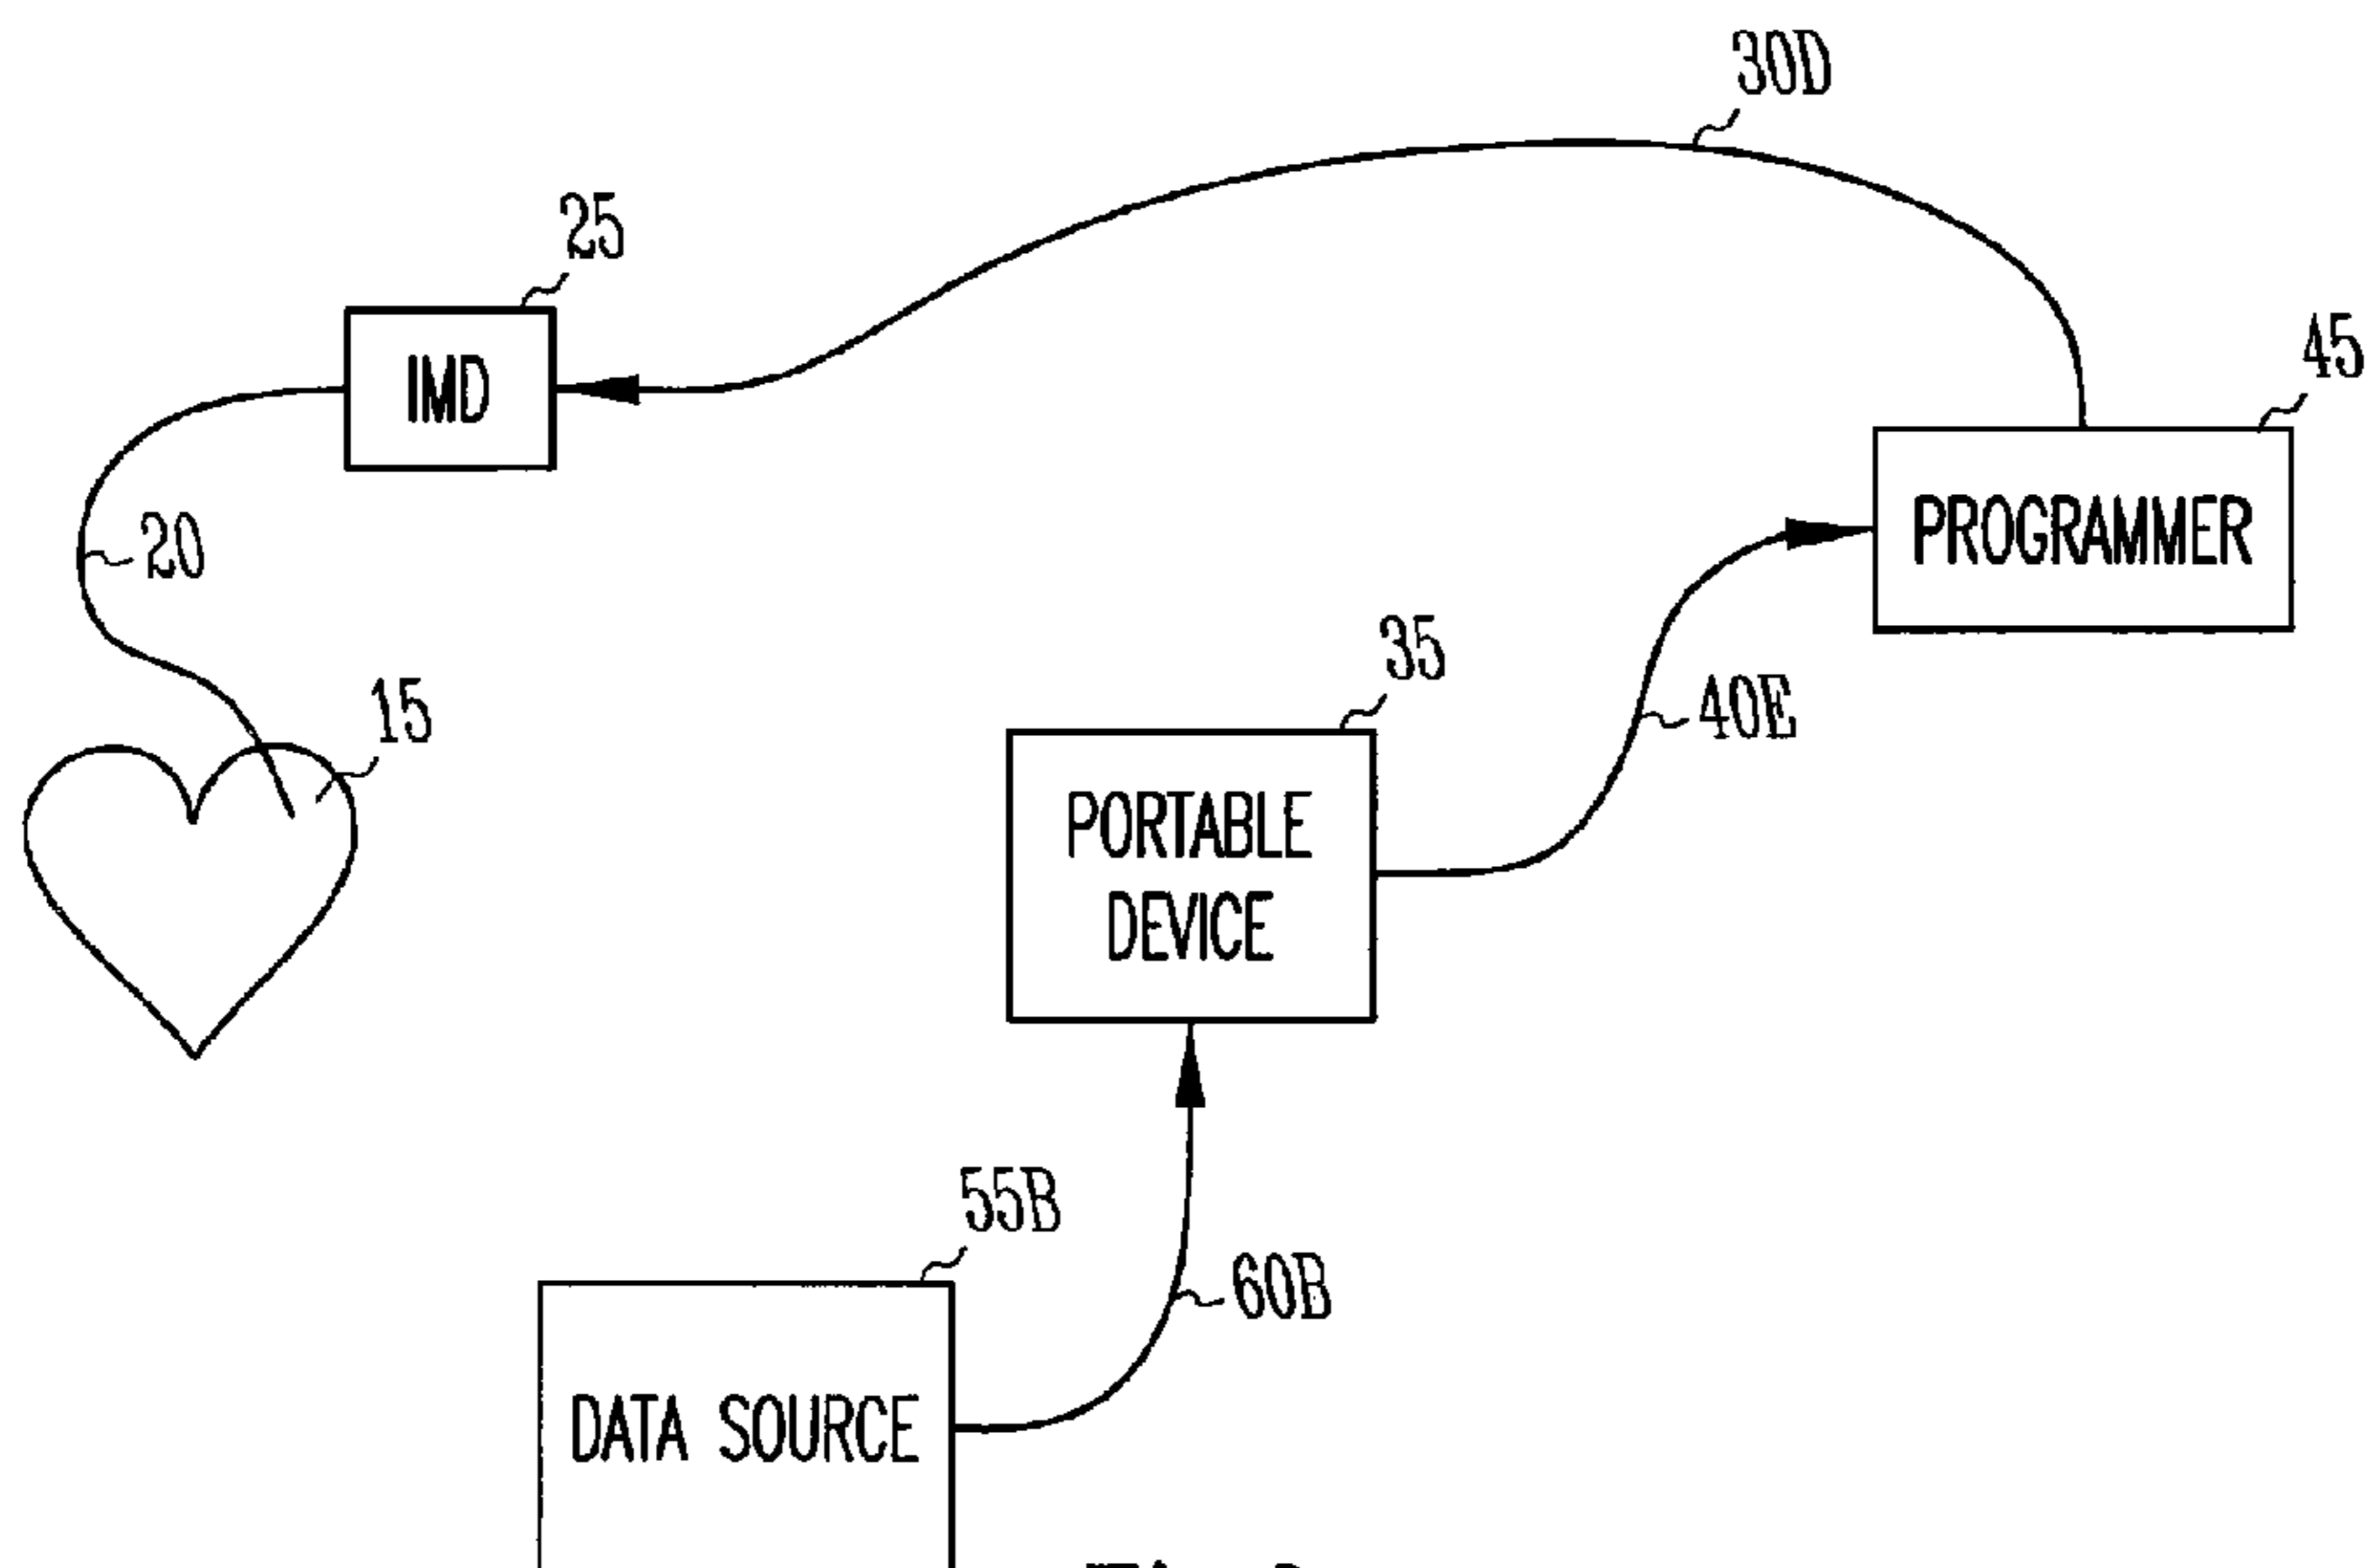 30D
25
45
IMD
PROGRAMMER
20
35
15
40E
PORTABLE
DEVICE
55B
60B
DATA SOURCE